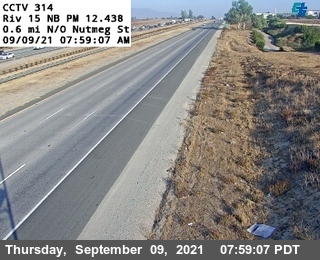 CCTV 314
Riv 15 NB PM 12.438
0.6 mi N/O Nutmeg St
09/09/21 07:59:07 AM
Thursday, September 09, 2021 07:59:07 PDT